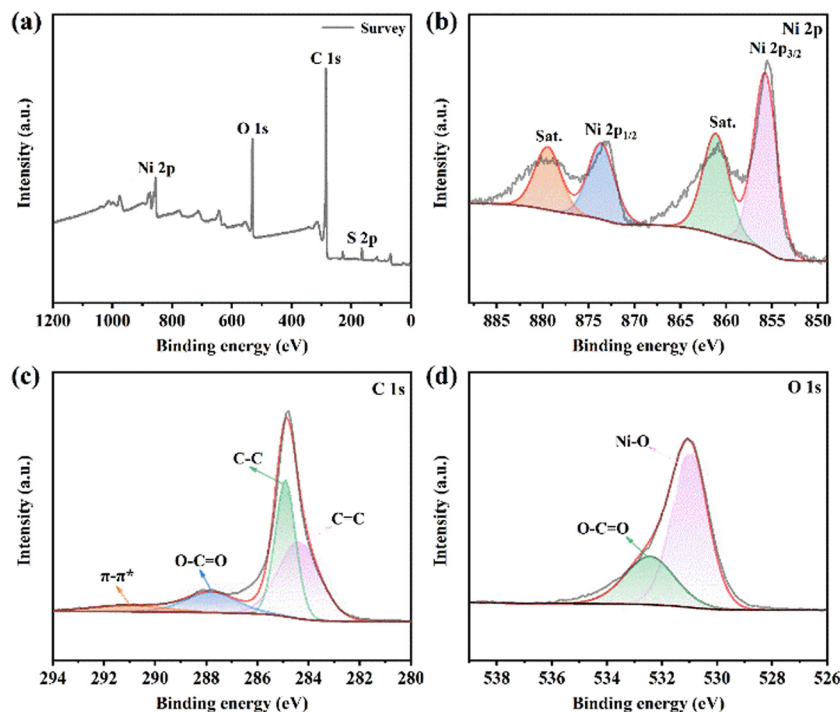 (a)
Survey
C 1s
O 1s
Ni 2p
S 2p
Intensity (a.u.)
1200 1000 800 600 400 200 0
Binding energy (eV)
(b)
Ni 2p
Ni 2p3/2
Sat.
Ni 2p1/2
Sat.
Intensity (a.u.)
885 880 875 870 865 860 855 850
Binding energy (eV)
(c)
C 1s
C-C
C=C
O-C=O
π-π*
Intensity (a.u.)
294 292 290 288 286 284 282 280
Binding energy (eV)
(d)
O 1s
Ni-O
O-C=O
Intensity (a.u.)
538 536 534 532 530 528 526
Binding energy (eV)